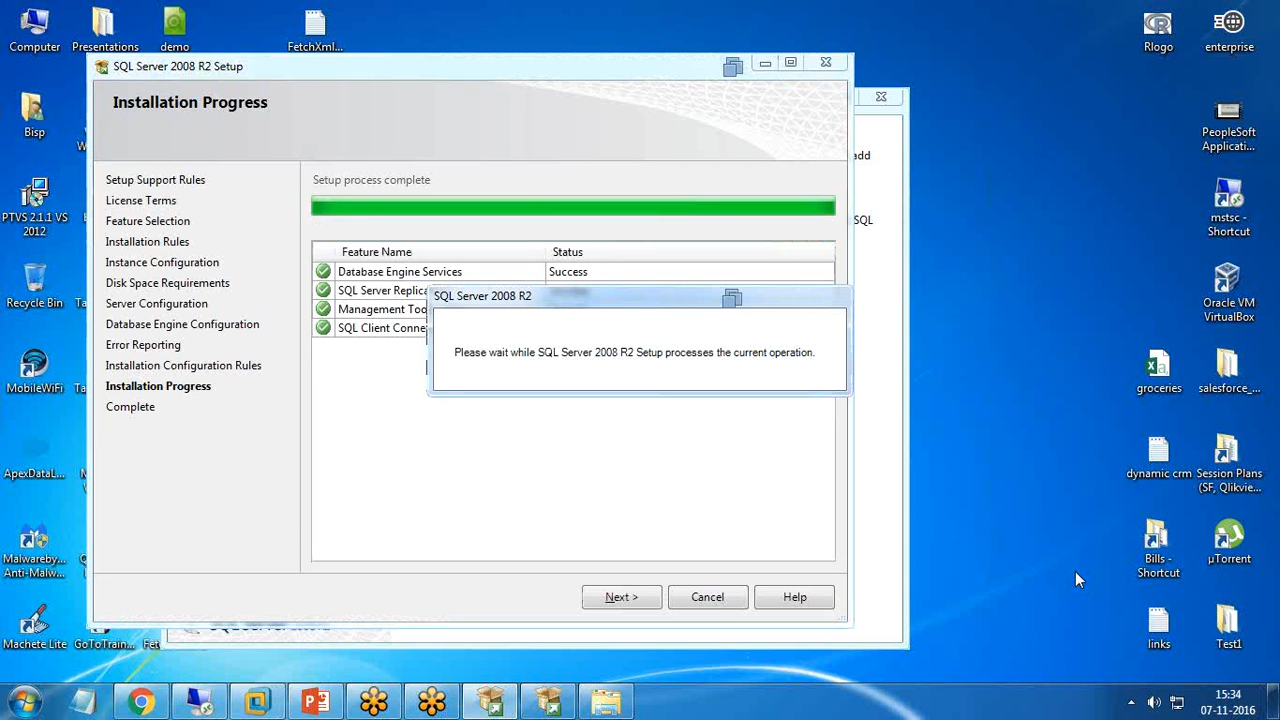 Computer
Presentations
demo
FetchXml...
Rlogo
enterprise
SQL Server 2008 R2 Setup
Installation Progress
Bisp
PeopleSoft
Applicati...
add
Setup Support Rules
License Terms
Feature Selection
Installation Rules
Instance Configuration
Disk Space Requirements
Server Configuration
Database Engine Configuration
Error Reporting
Installation Configuration Rules
Installation Progress
Complete
Setup process complete
Feature Name
Status
Database Engine Services
Success
SQL Server Replica
Management Too
SQL Client Conne
SQL Server 2008 R2
Please wait while SQL Server 2008 R2 Setup processes the current operation.
Next >
Cancel
Help
SQL
PTVS 2.1.1 VS
2012
mstsc -
Shortcut
Recycle Bin
Oracle VM
VirtualBox
MobileWiFi
groceries
salesforce_...
ApexDataL...
dynamic crm
Session Plans
(SF, Qlikvie...
Malwareby...
Anti-Malw...
Bills -
Shortcut
µTorrent
Machete Lite
GoToTrain...
Fet
links
Test1
15:34
07-11-2016